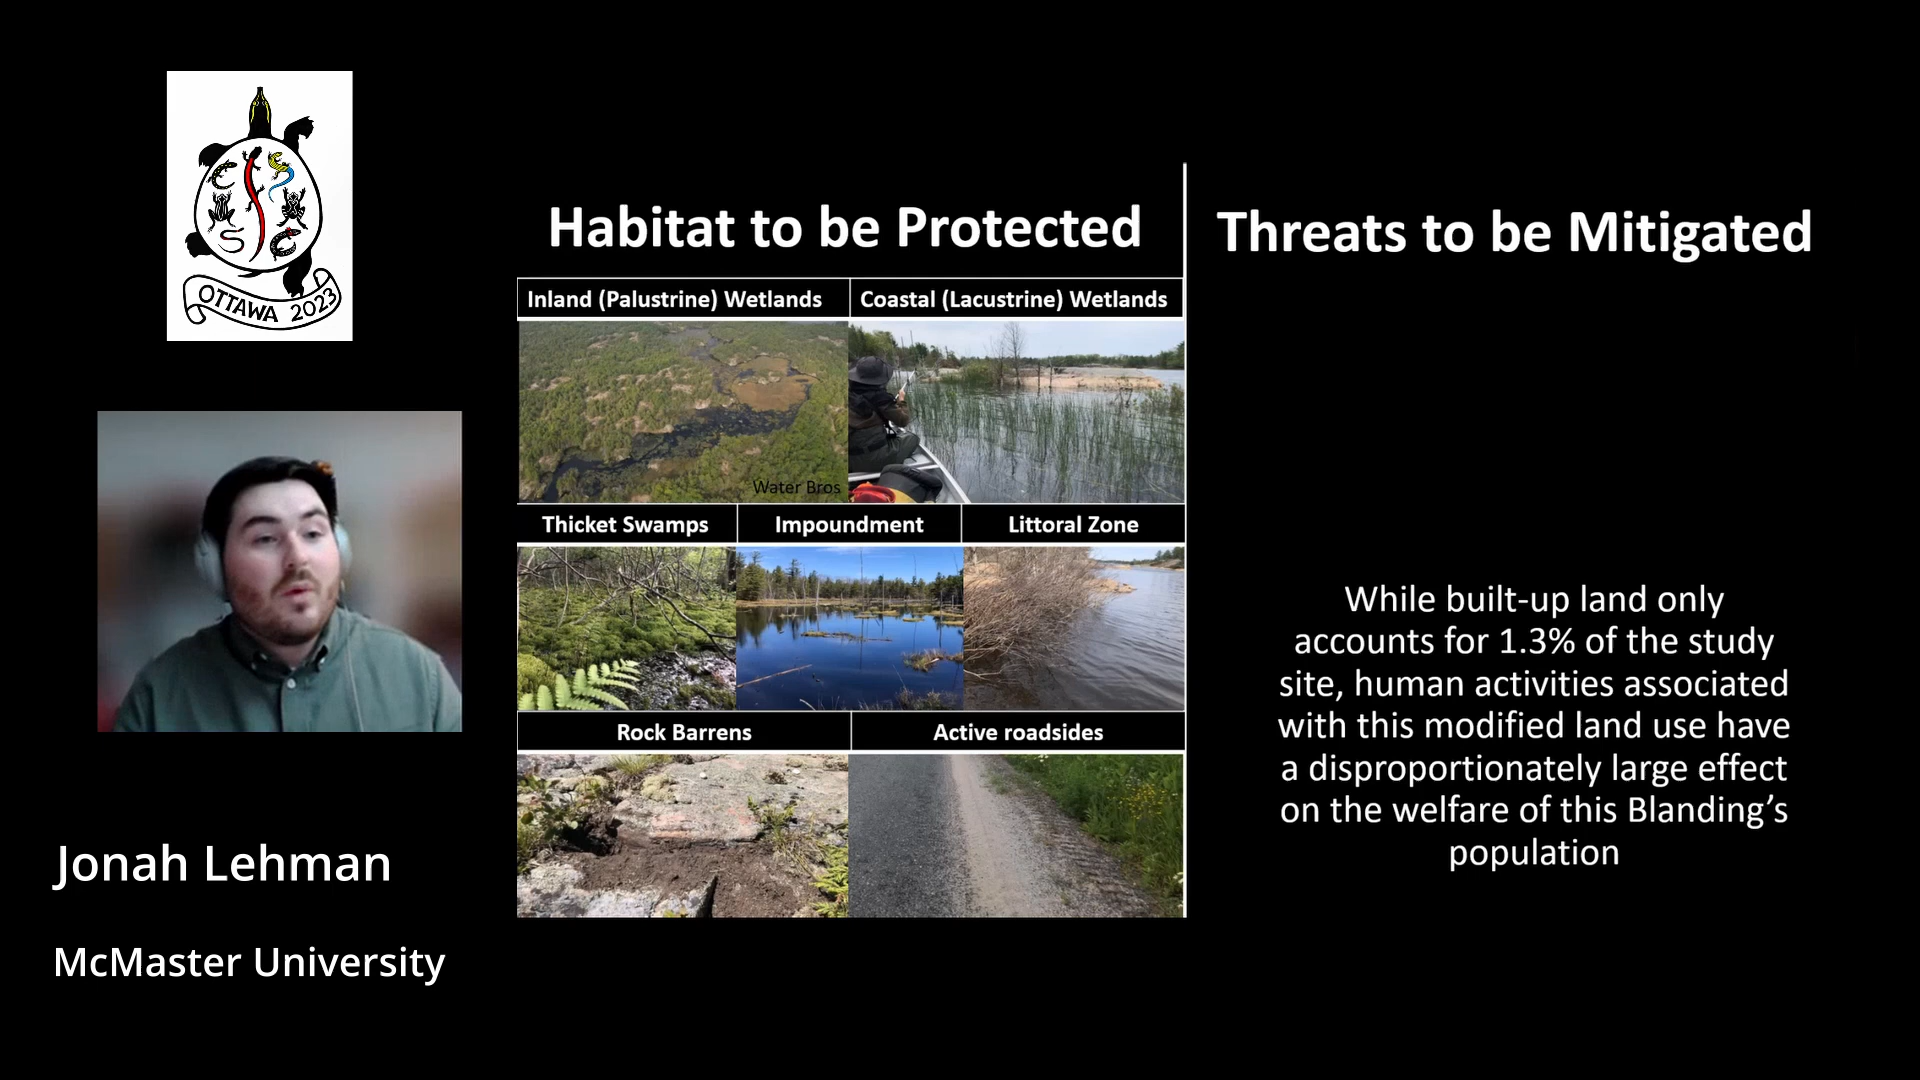 OTTAWA 2023
Jonah Lehman
McMaster University
Habitat to be Protected
Inland (Palustrine) Wetlands
Coastal (Lacustrine) Wetlands
Water Bros
Thicket Swamps
Impoundment
Littoral Zone
Rock Barrens
Active roadsides
Threats to be Mitigated
While built-up land only
accounts for 1.3% of the study
site, human activities associated
with this modified land use have
a disproportionately large effect
on the welfare of this Blanding’s
population